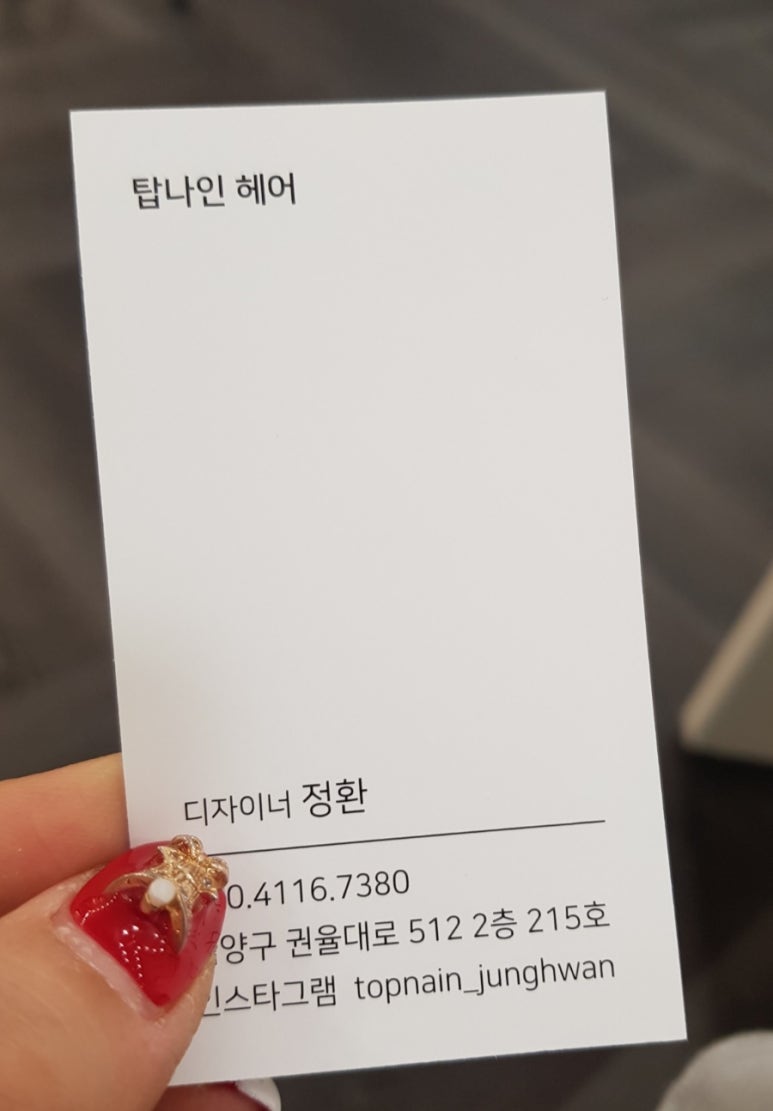 탑나인 헤어
디자이너 정환
0.4116.7380
양구 권율대로 512 2층 215호
인스타그램 topnain_junghwan